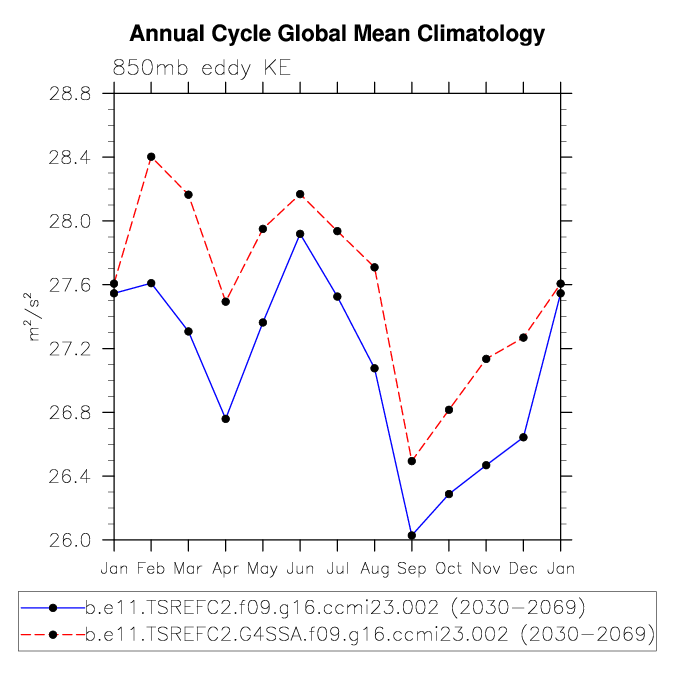 Annual Cycle Global Mean Climatology
850mb eddy KE
28.8
28.4
28.0
27.6
27.2
26.8
26.4
26.0
m²/s²
Jan Feb Mar Apr May Jun Jul Aug Sep Oct Nov Dec Jan
b.e11.TSREFC2.f09.g16.ccmi23.002 (2030-2069)
b.e11.TSREFC2.G4SSA.f09.g16.ccmi23.002 (2030-2069)